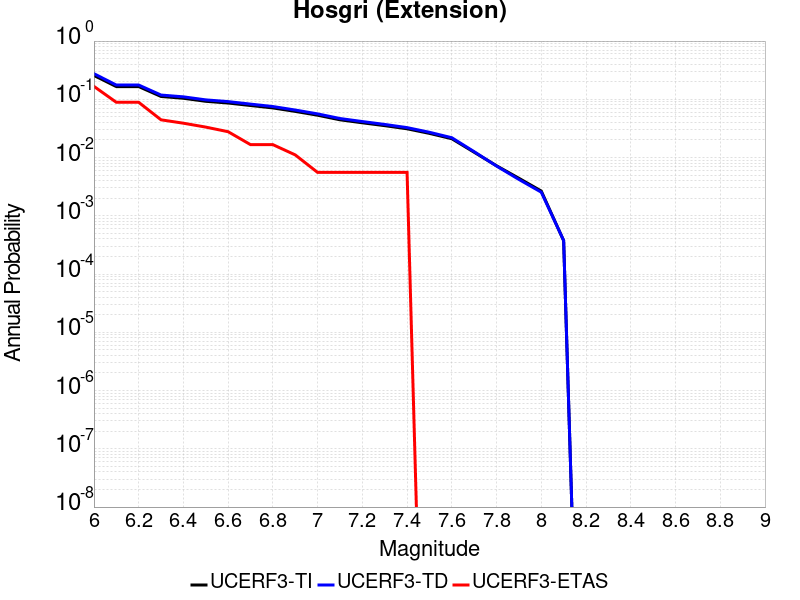 Hosgri (Extension)
10^0
10^-1
10^-2
10^-3
10^-4
10^-5
10^-6
10^-7
10^-8
Annual Probability
6 6.2 6.4 6.6 6.8 7 7.2 7.4 7.6 7.8 8 8.2 8.4 8.6 8.8 9
Magnitude
UCERF3-TI UCERF3-TD UCERF3-ETAS